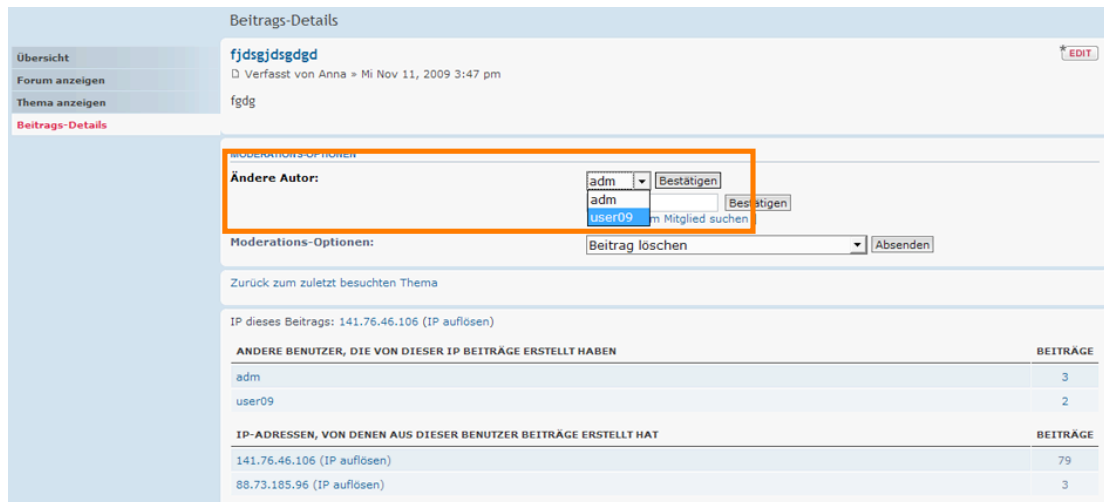 Beitrags-Details
Übersicht
Forum anzeigen
Thema anzeigen
Beitrags-Details
fjdsgjdsgdgd
* EDIT
Verfasst von Anna » Mi Nov 11, 2009 3:47 pm
fgdg
MODERATIONS-OPTIONEN
Ändere Autor:
adm Bestätigen
adm Bestätigen
user09 m Mitglied suchen
Moderations-Optionen: Beitrag löschen Absenden
Zurück zum zuletzt besuchten Thema
IP dieses Beitrags: 141.76.46.106 (IP auflösen)
ANDERE BENUTZER, DIE VON DIESER IP BEITRÄGE ERSTELLT HABEN BEITRÄGE
adm 3
user09 2
IP-ADRESSEN, VON DENEN AUS DIESER BENUTZER BEITRÄGE ERSTELLT HAT BEITRÄGE
141.76.46.106 (IP auflösen) 79
88.73.185.96 (IP auflösen) 3